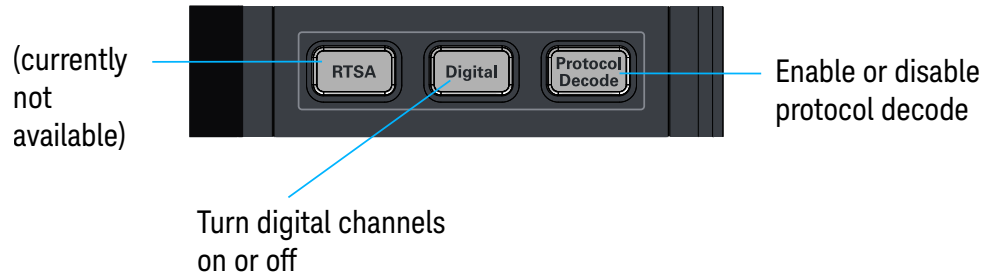 (currently
not
available)
RTSA
Digital
Protocol
Decode
Enable or disable
protocol decode
Turn digital channels
on or off